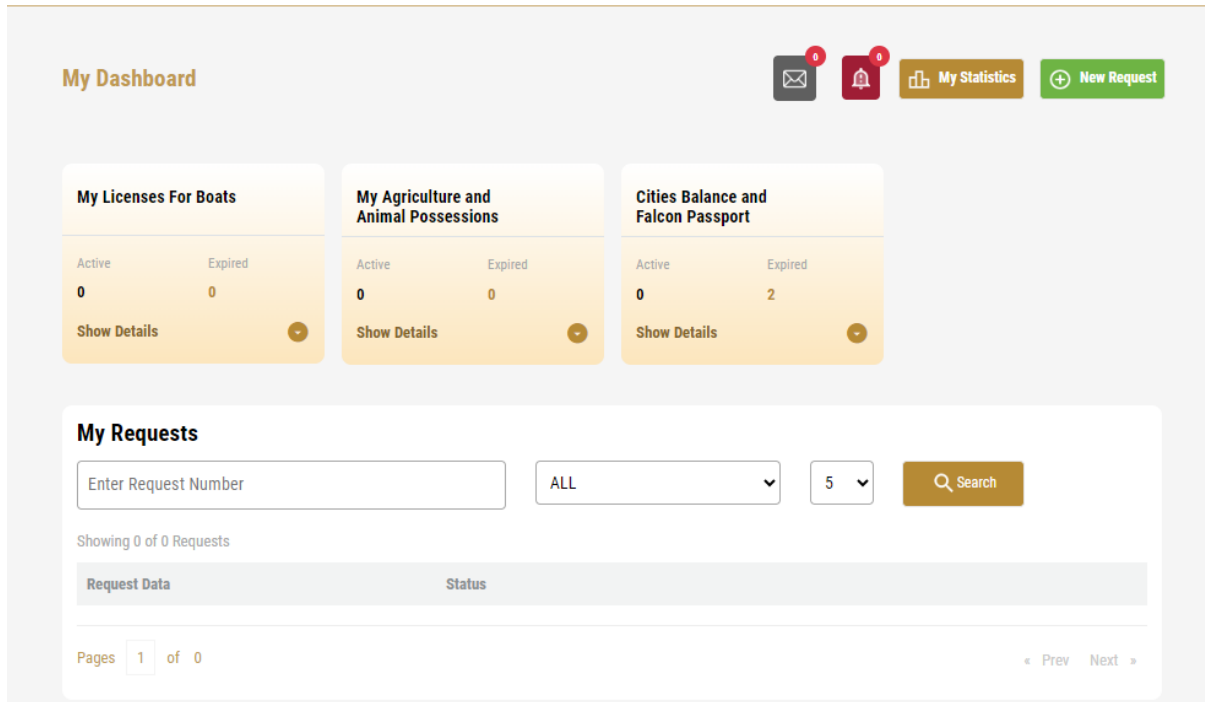 My Dashboard
0
0
My Statistics
New Request
My Licenses For Boats
Active Expired
0 0
Show Details
My Agriculture and
Animal Possessions
Active Expired
0 0
Show Details
Cities Balance and
Falcon Passport
Active Expired
0 2
Show Details
My Requests
Enter Request Number
ALL
5
Search
Showing 0 of 0 Requests
Request Data Status
Pages 1 of 0
« Prev Next »